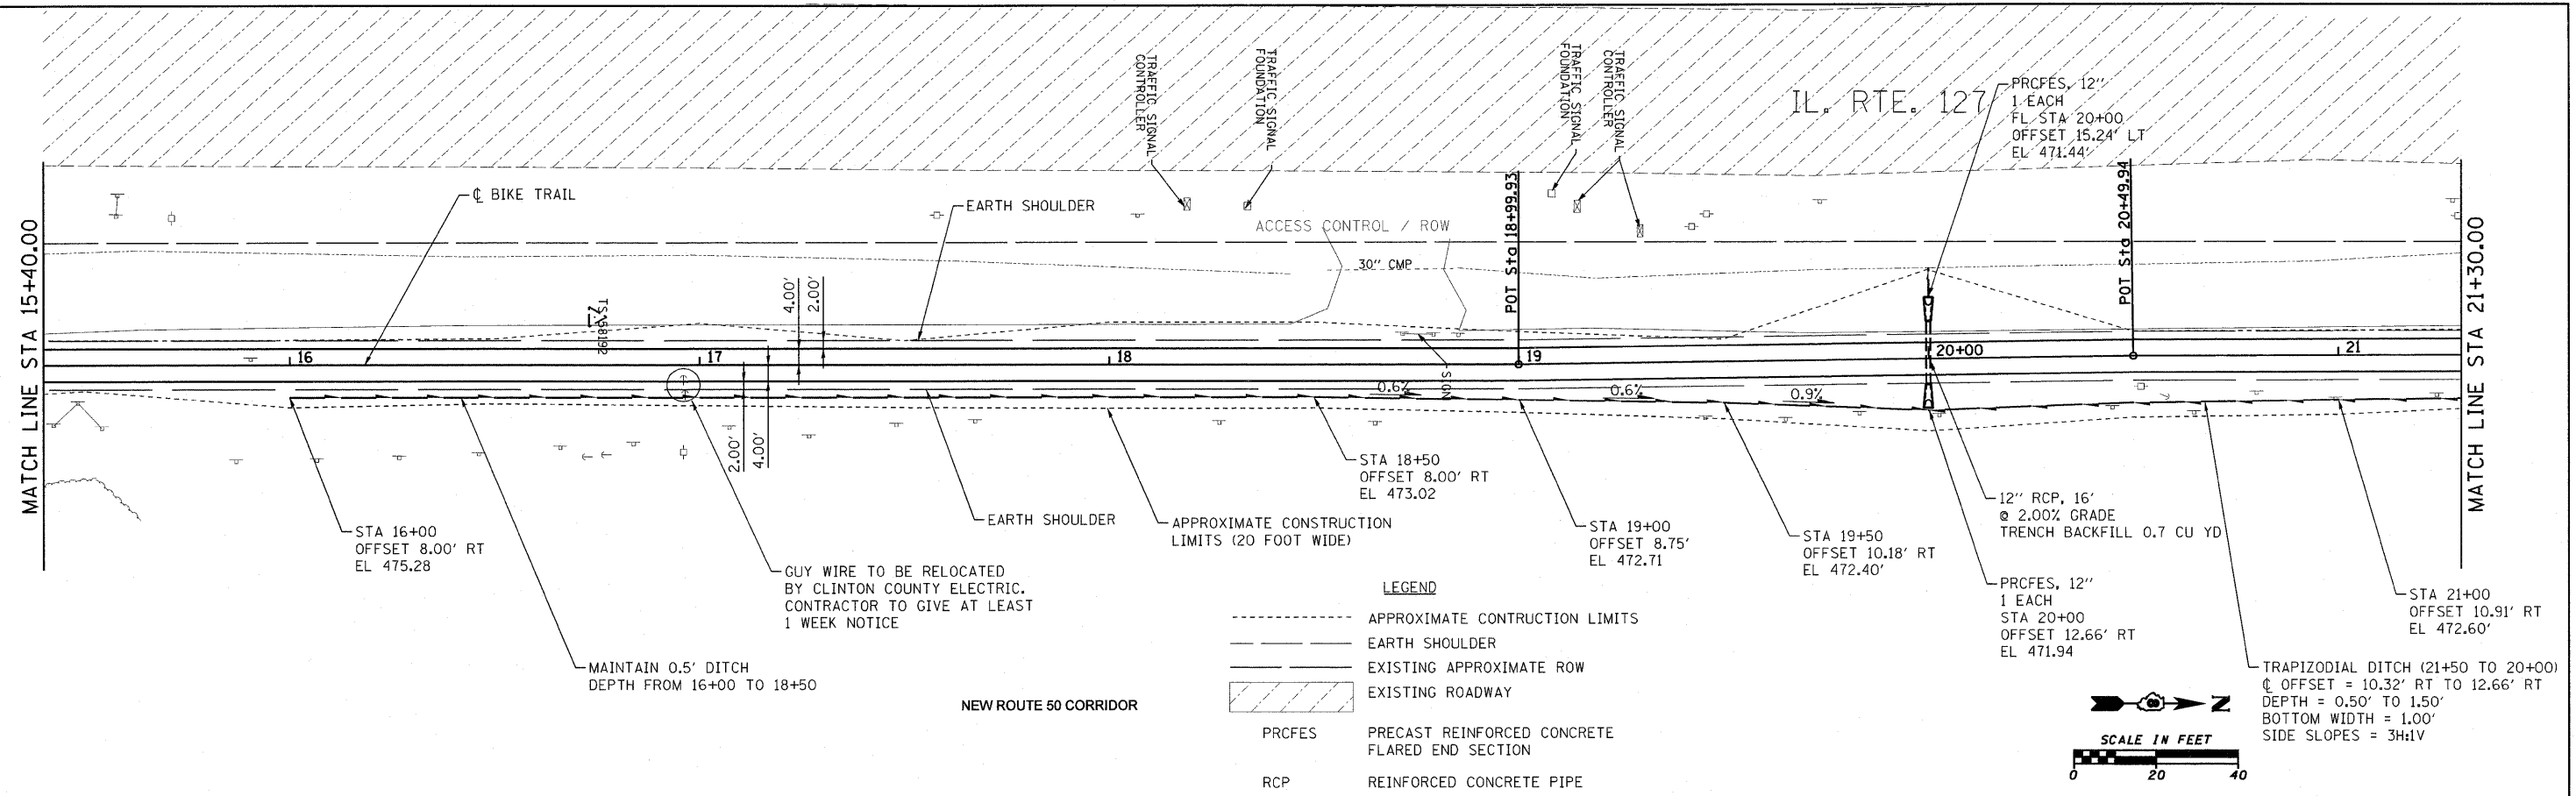 TRAFFIC SIGNAL
CONTROLLER
TRAFFIC SIGNAL
FOUNDATION
TRAFFIC SIGNAL
FOUNDATION
TRAFFIC SIGNAL
CONTROLLER
IL. RTE. 127
PRCFES, 12"
1 EACH
FL STA 20+00
OFFSET 15.24' LT
EL 471.44'
MATCH LINE STA 15+40.00
℄ BIKE TRAIL
EARTH SHOULDER
ACCESS CONTROL / ROW
30" CMP
POT Sta 18+99.93
POT Sta 20+49.94
MATCH LINE STA 21+30.00
4.00'
2.00'
16
17
18
19
20+00
21
2.00'
4.00'
0.6%
SIGN
0.6%
0.9%
STA 16+00
OFFSET 8.00' RT
EL 475.28
MAINTAIN 0.5' DITCH
DEPTH FROM 16+00 TO 18+50
GUY WIRE TO BE RELOCATED
BY CLINTON COUNTY ELECTRIC.
CONTRACTOR TO GIVE AT LEAST
1 WEEK NOTICE
EARTH SHOULDER
APPROXIMATE CONSTRUCTION
LIMITS (20 FOOT WIDE)
STA 18+50
OFFSET 8.00' RT
EL 473.02
STA 19+00
OFFSET 8.75'
EL 472.71
STA 19+50
OFFSET 10.18' RT
EL 472.40'
12" RCP, 16'
@ 2.00% GRADE
TRENCH BACKFILL 0.7 CU YD
PRCFES, 12"
1 EACH
STA 20+00
OFFSET 12.66' RT
EL 471.94
STA 21+00
OFFSET 10.91' RT
EL 472.60'
TRAPIZODIAL DITCH (21+50 TO 20+00)
℄ OFFSET = 10.32' RT TO 12.66' RT
DEPTH = 0.50' TO 1.50'
BOTTOM WIDTH = 1.00'
SIDE SLOPES = 3H:1V
NEW ROUTE 50 CORRIDOR
LEGEND
APPROXIMATE CONTRUCTION LIMITS
EARTH SHOULDER
EXISTING APPROXIMATE ROW
EXISTING ROADWAY
PRCFES PRECAST REINFORCED CONCRETE
FLARED END SECTION
RCP REINFORCED CONCRETE PIPE
N
SCALE IN FEET
0 20 40